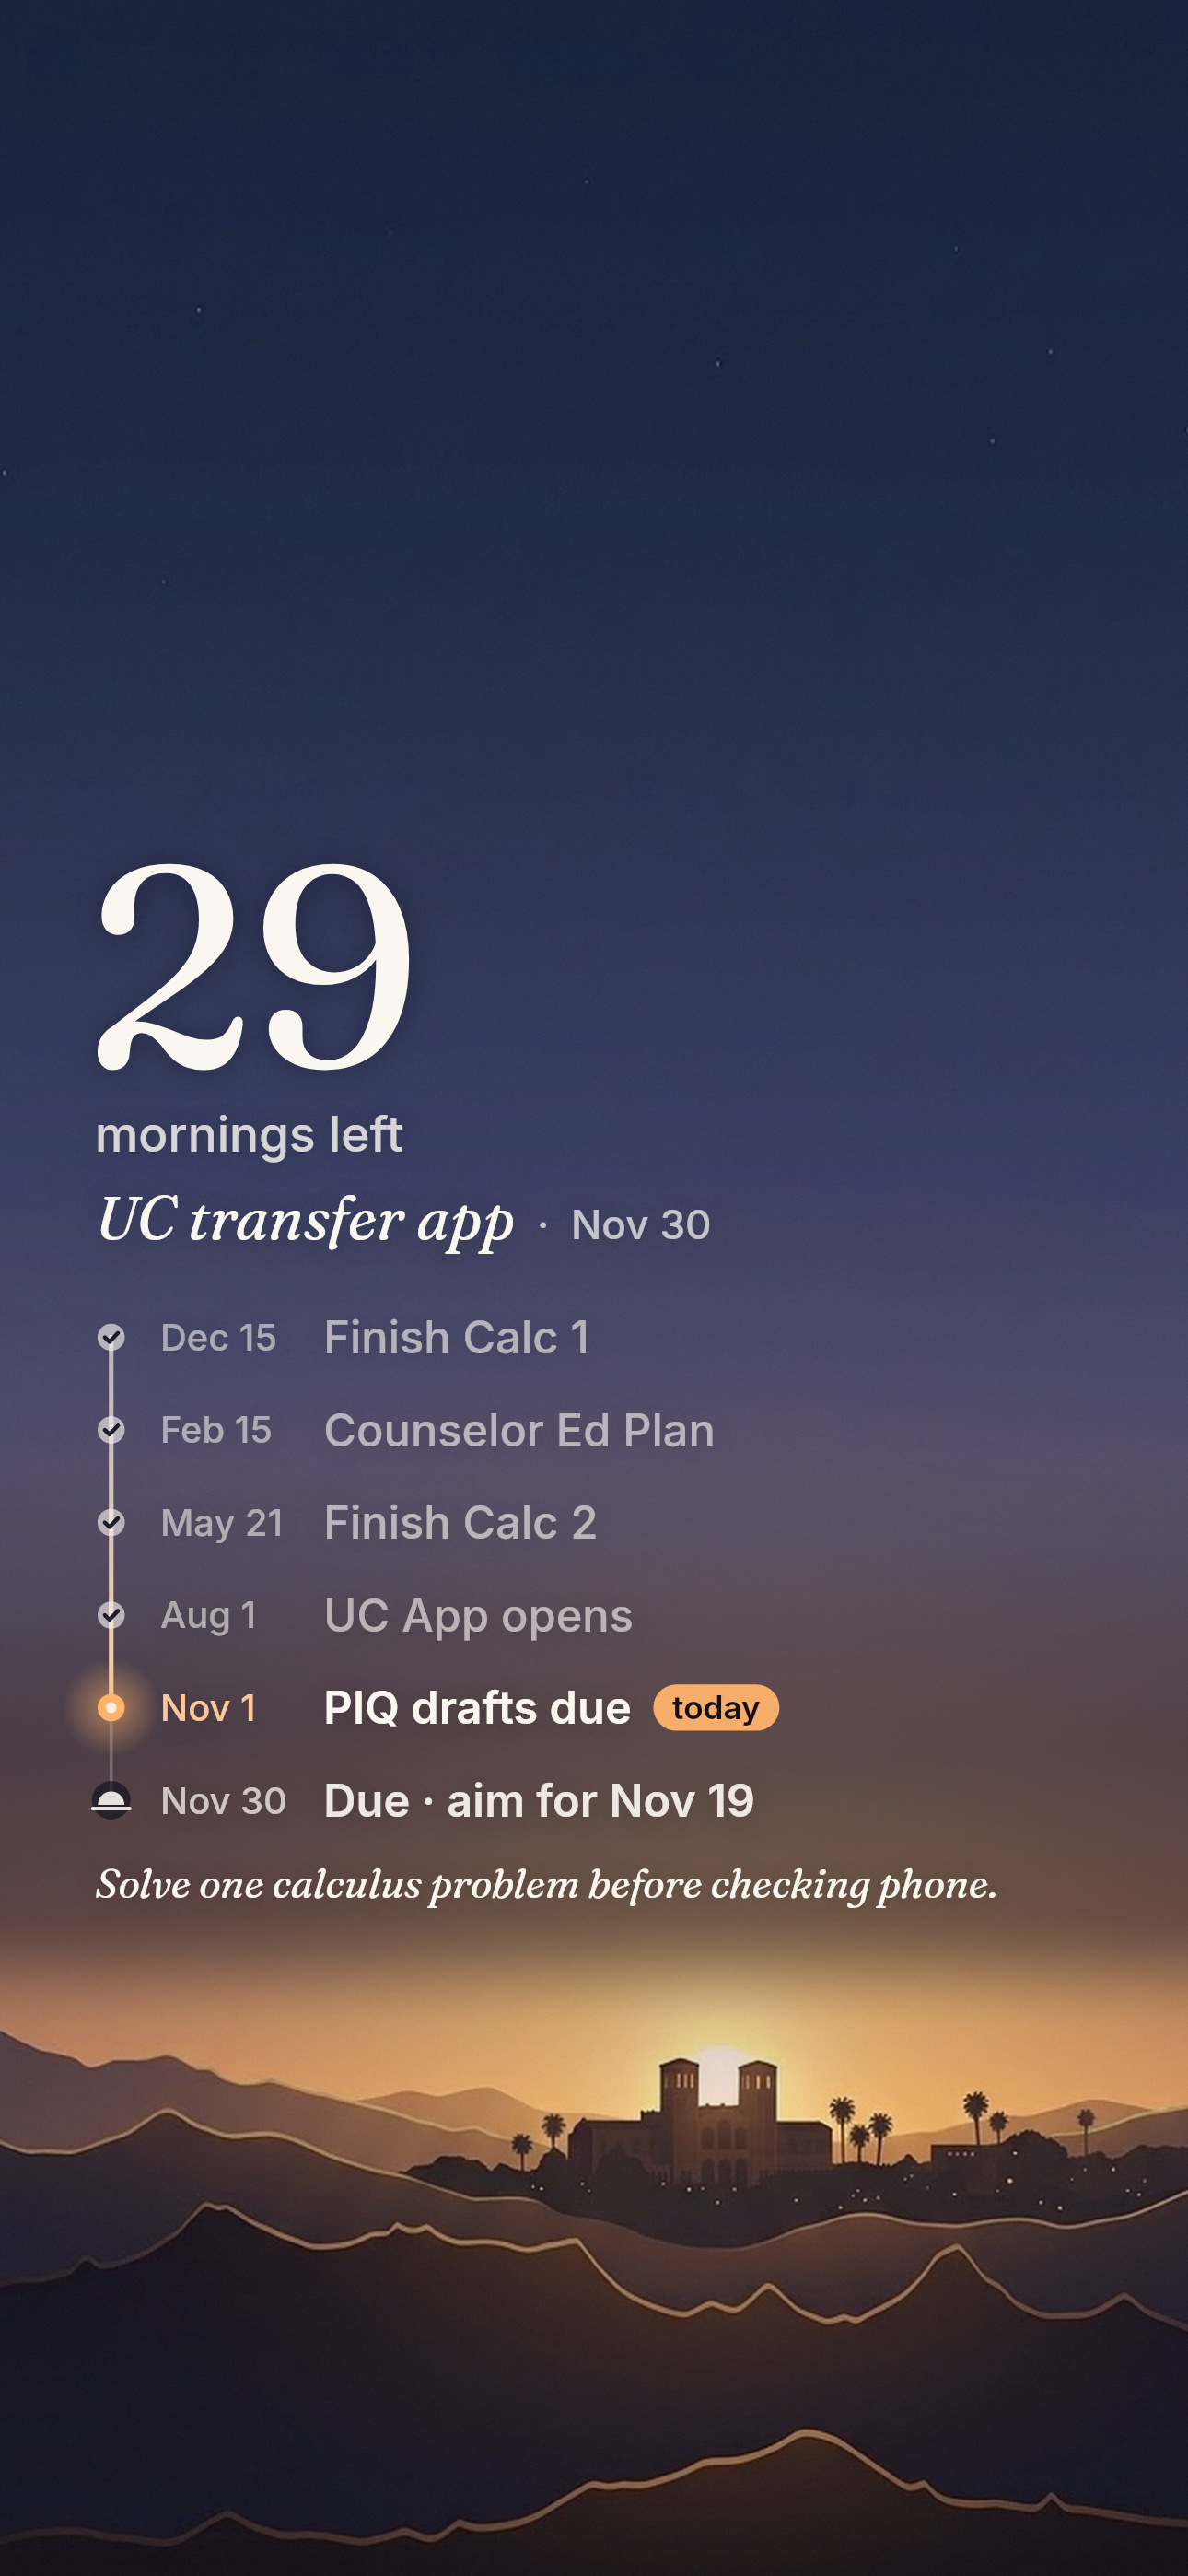 29
mornings left
UC transfer app · Nov 30
Dec 15 Finish Calc 1
Feb 15 Counselor Ed Plan
May 21 Finish Calc 2
Aug 1 UC App opens
Nov 1 PIQ drafts due today
Nov 30 Due · aim for Nov 19
Solve one calculus problem before checking phone.